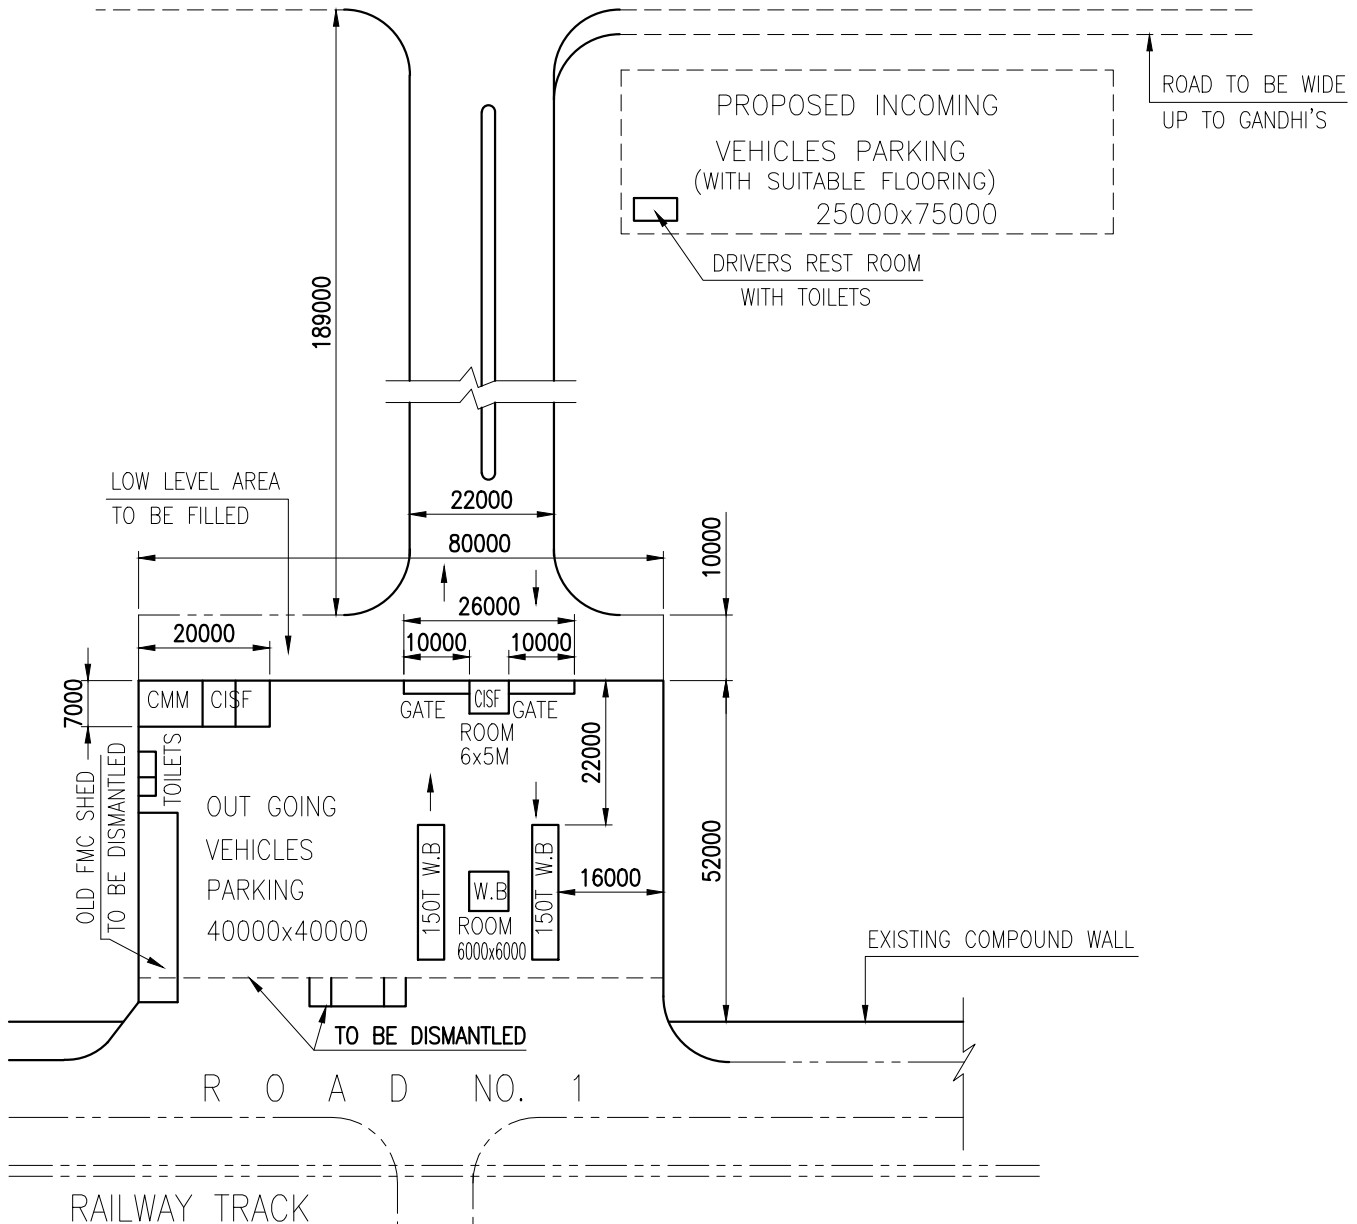 ROAD TO BE WIDE
UP TO GANDHI'S
PROPOSED INCOMING
VEHICLES PARKING
(WITH SUITABLE FLOORING)
25000x75000
DRIVERS REST ROOM
WITH TOILETS
189000
LOW LEVEL AREA
TO BE FILLED
22000
80000
10000
26000
20000
10000
10000
7000
CMM
CISF
CISF
GATE
GATE
ROOM
6x5M
22000
TOILETS
OLD FMC SHED
TO BE DISMANTLED
OUT GOING
VEHICLES
PARKING
40000x40000
150T W.B
W.B
ROOM
6000x6000
150T W.B
16000
52000
EXISTING COMPOUND WALL
TO BE DISMANTLED
ROAD NO. 1
RAILWAY TRACK